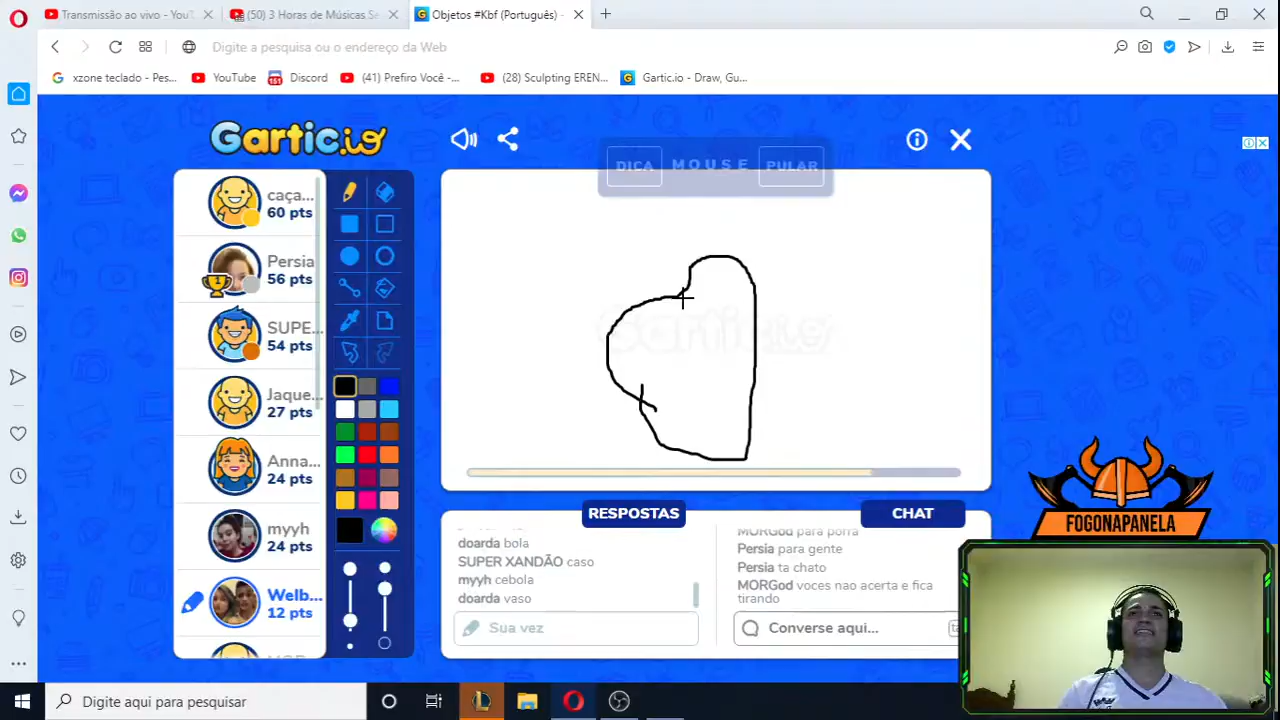 Transmissão ao vivo - YouT
(50) 3 Horas de Músicas Se
Objetos #Kbf (Português) -
Digite a pesquisa ou o endereço da Web
xzone teclado - Pes...
YouTube
Discord
(41) Prefiro Você -...
(28) Sculpting EREN...
Gartic.io - Draw, Gu...
Gartic.io
DICA
MOUSE
PULAR
caça...
60 pts
Persia
56 pts
SUPE...
54 pts
Jaque...
27 pts
Anna...
24 pts
myyh
24 pts
Welb...
12 pts
Gartic.io
RESPOSTAS
doarda bola
SUPER XANDÃO caso
myyh cebola
doarda vaso
Sua vez
CHAT
MORGod para porra
Persia para gente
Persia ta chato
MORGod voces nao acerta e fica
tirando
Converse aqui...
FOGONAPANELA
Digite aqui para pesquisar